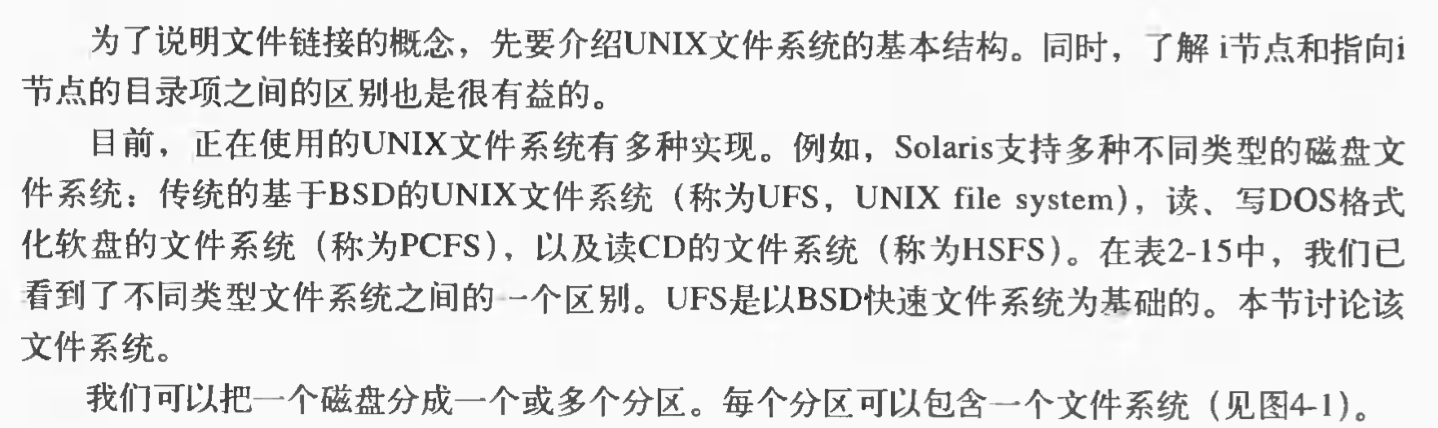 为了说明文件链接的概念，先要介绍UNIX文件系统的基本结构。同时，了解 i节点和指向i
节点的目录项之间的区别也是很有益的。
目前，正在使用的UNIX文件系统有多种实现。例如，Solaris支持多种不同类型的磁盘文
件系统：传统的基于BSD的UNIX文件系统（称为UFS，UNIX file system），读、写DOS格式
化软盘的文件系统（称为PCFS），以及读CD的文件系统（称为HSFS）。在表2-15中，我们已
看到了不同类型文件系统之间的一个区别。UFS是以BSD快速文件系统为基础的。本节讨论该
文件系统。
我们可以把一个磁盘分成一个或多个分区。每个分区可以包含一个文件系统（见图4-1）。